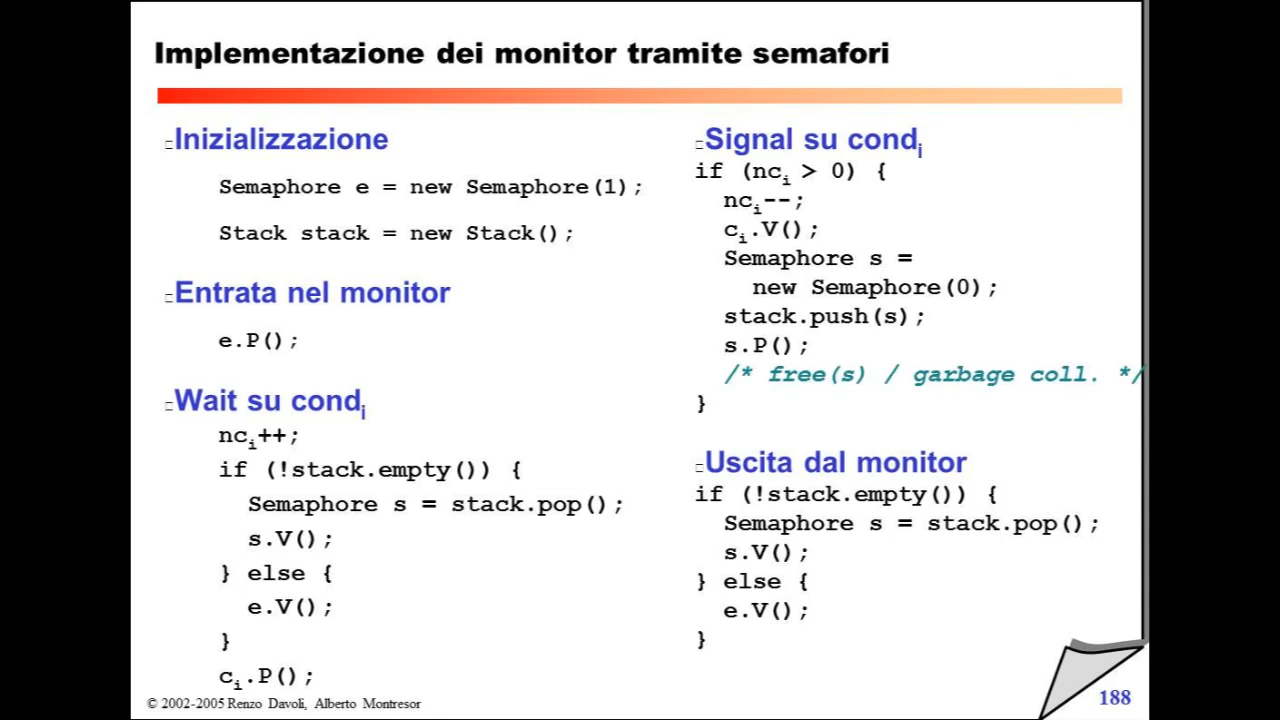 Implementazione dei monitor tramite semafori
Inizializzazione
Semaphore e = new Semaphore(1);
Stack stack = new Stack();
Entrata nel monitor
e.P();
Wait su condi
nci++;
if (!stack.empty()) {
Semaphore s = stack.pop();
s.V();
} else {
e.V();
}
ci.P();
Signal su condi
if (nci > 0) {
nci--;
ci.V();
Semaphore s =
new Semaphore(0);
stack.push(s);
s.P();
/* free(s) / garbage coll. */
}
Uscita dal monitor
if (!stack.empty()) {
Semaphore s = stack.pop();
s.V();
} else {
e.V();
}
© 2002-2005 Renzo Davoli, Alberto Montresor
188